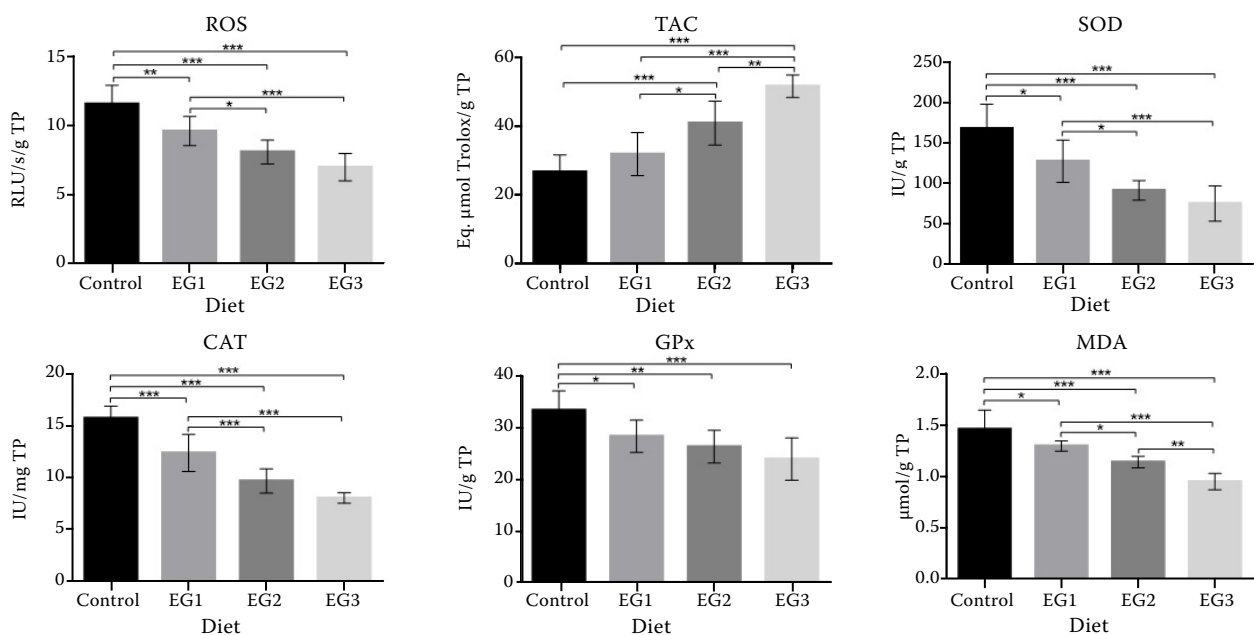 ROS
***
***
**
***
*
15
10
5
0
RLU/s/g TP
Control EG1 EG2 EG3
Diet
TAC
***
***
**
***
*
60
40
20
0
Eq. µmol Trolox/g TP
Control EG1 EG2 EG3
Diet
SOD
***
***
*
***
*
250
200
150
100
50
0
IU/g TP
Control EG1 EG2 EG3
Diet
CAT
***
***
***
***
***
20
15
10
5
0
IU/mg TP
Control EG1 EG2 EG3
Diet
GPx
***
**
*
40
30
20
10
0
IU/g TP
Control EG1 EG2 EG3
Diet
MDA
***
***
*
***
*
**
2.0
1.5
1.0
0.5
0.0
µmol/g TP
Control EG1 EG2 EG3
Diet